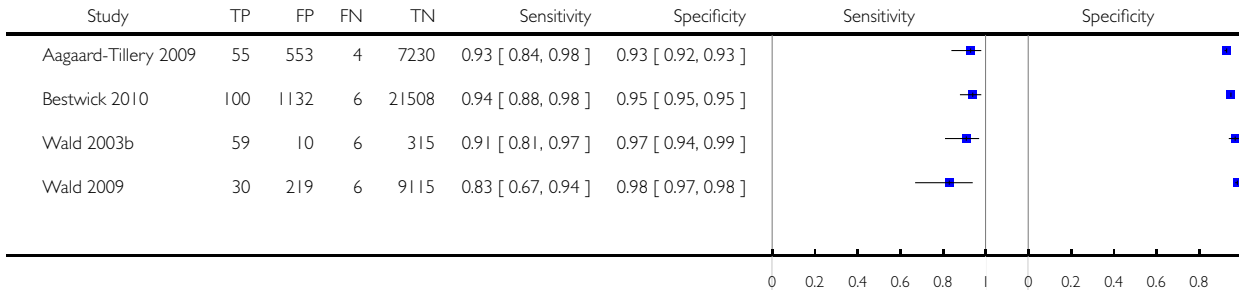 Study TP FP FN TN Sensitivity Specificity Sensitivity Specificity
Aagaard-Tillery 2009 55 553 4 7230 0.93 [ 0.84, 0.98 ] 0.93 [ 0.92, 0.93 ]
Bestwick 2010 100 1132 6 21508 0.94 [ 0.88, 0.98 ] 0.95 [ 0.95, 0.95 ]
Wald 2003b 59 10 6 315 0.91 [ 0.81, 0.97 ] 0.97 [ 0.94, 0.99 ]
Wald 2009 30 219 6 9115 0.83 [ 0.67, 0.94 ] 0.98 [ 0.97, 0.98 ]
0 0.2 0.4 0.6 0.8 1 0 0.2 0.4 0.6 0.8